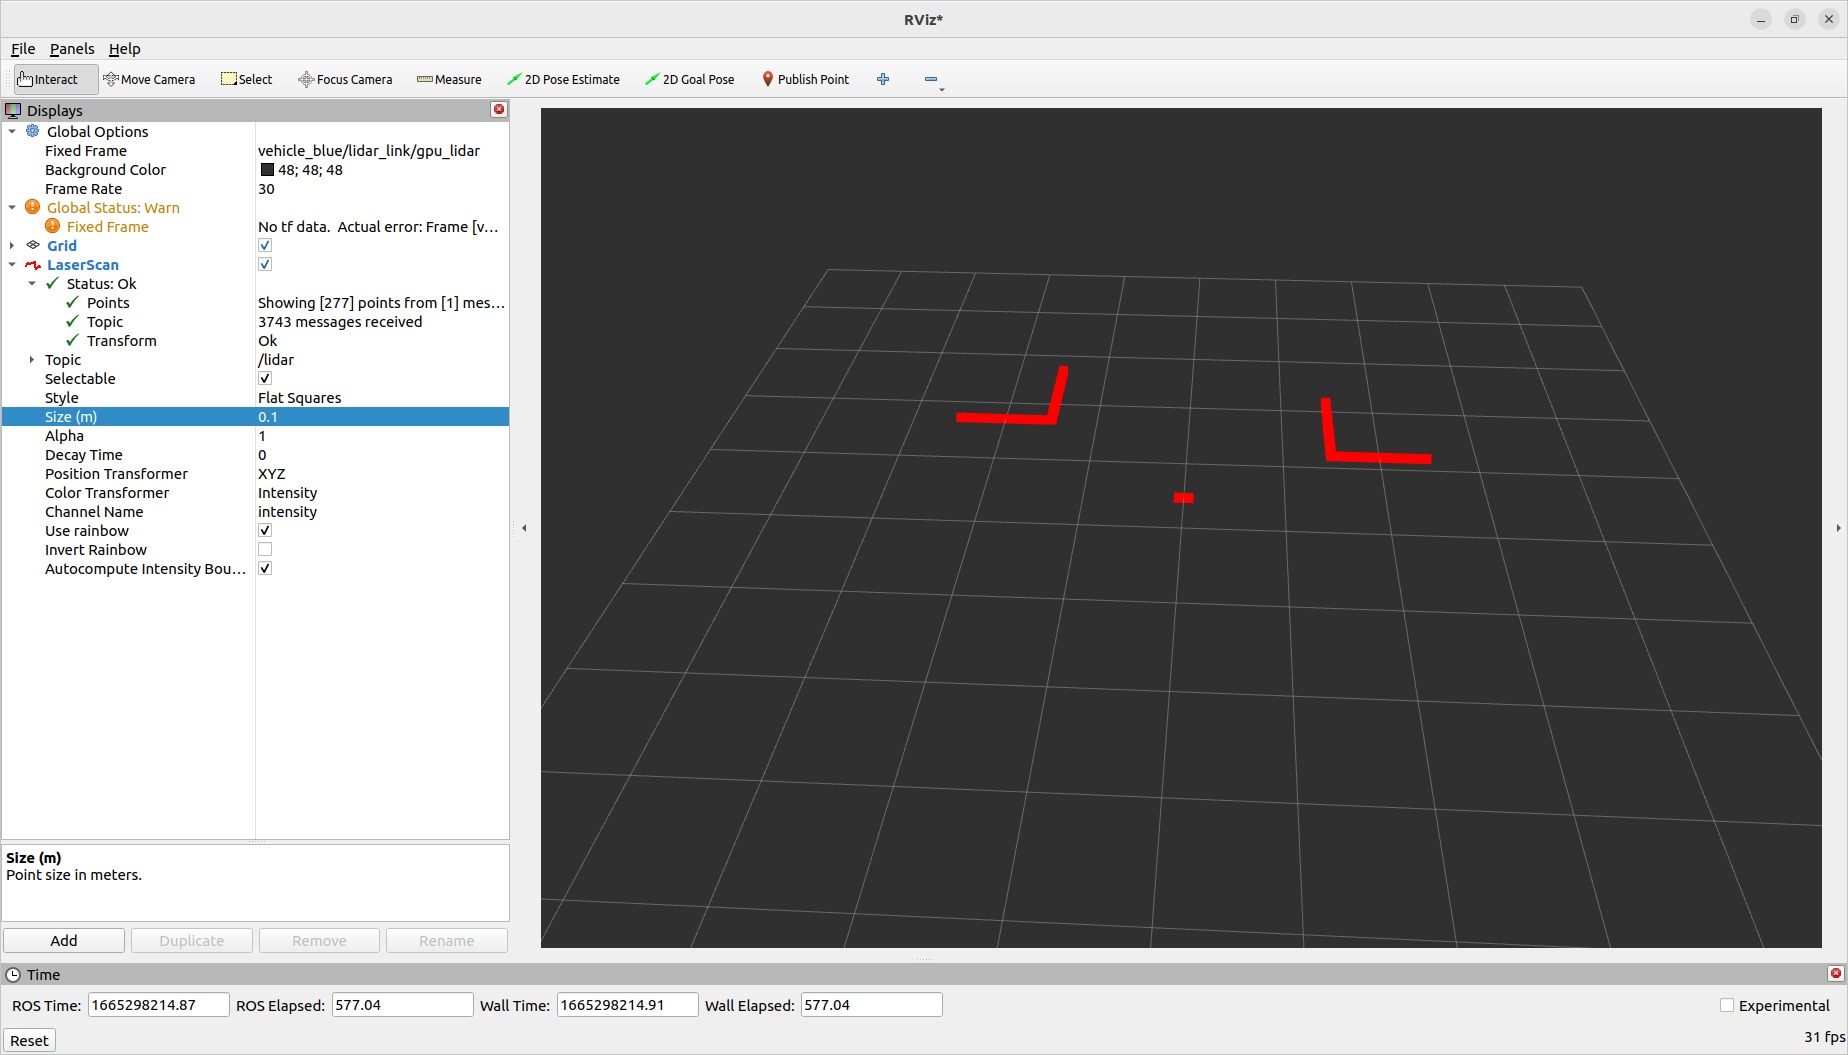 RViz*
File Panels Help
Interact Move Camera Select Focus Camera Measure 2D Pose Estimate 2D Goal Pose Publish Point
Displays
Global Options
Fixed Frame vehicle_blue/lidar_link/gpu_lidar
Background Color 48; 48; 48
Frame Rate 30
Global Status: Warn
Fixed Frame No tf data. Actual error: Frame [v...
Grid
LaserScan
Status: Ok
Points Showing [277] points from [1] mes...
Topic 3743 messages received
Transform Ok
Topic /lidar
Selectable
Style Flat Squares
Size (m) 0.1
Alpha 1
Decay Time 0
Position Transformer XYZ
Color Transformer Intensity
Channel Name intensity
Use rainbow
Invert Rainbow
Autocompute Intensity Bou...
Size (m)
Point size in meters.
Add Duplicate Remove Rename
Time
ROS Time: 1665298214.87 ROS Elapsed: 577.04 Wall Time: 1665298214.91 Wall Elapsed: 577.04 Experimental
Reset 31 fps